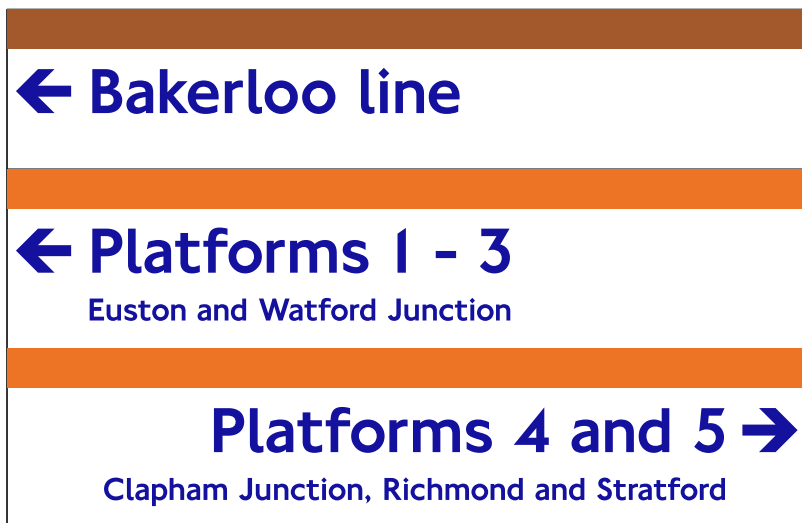 Bakerloo line
Platforms 1 - 3
Euston and Watford Junction
Platforms 4 and 5
Clapham Junction, Richmond and Stratford